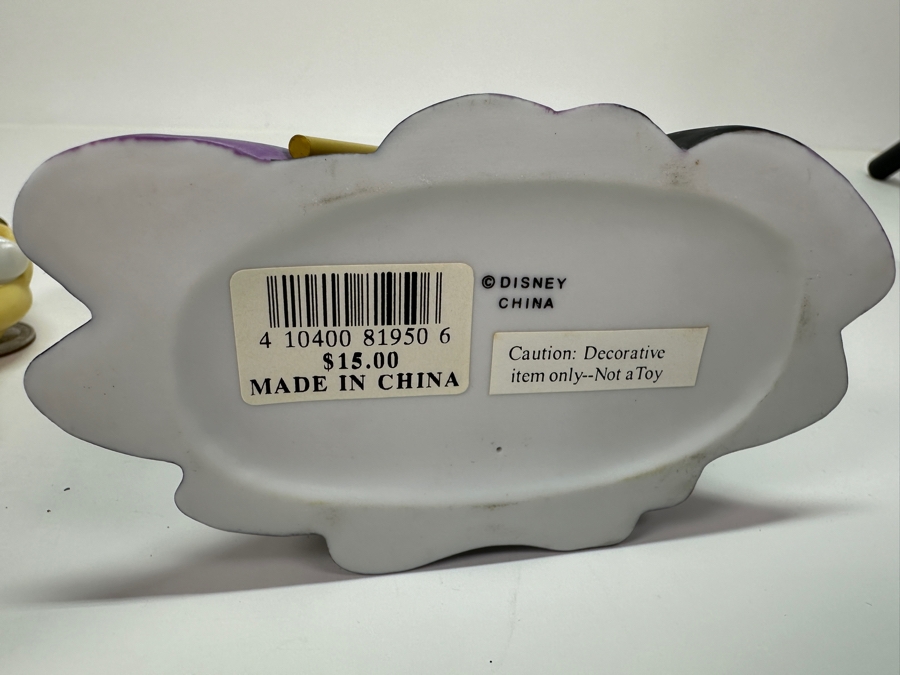 4 10400 81950 6
$15.00
MADE IN CHINA
© DISNEY
CHINA
Caution: Decorative
item only--Not a Toy